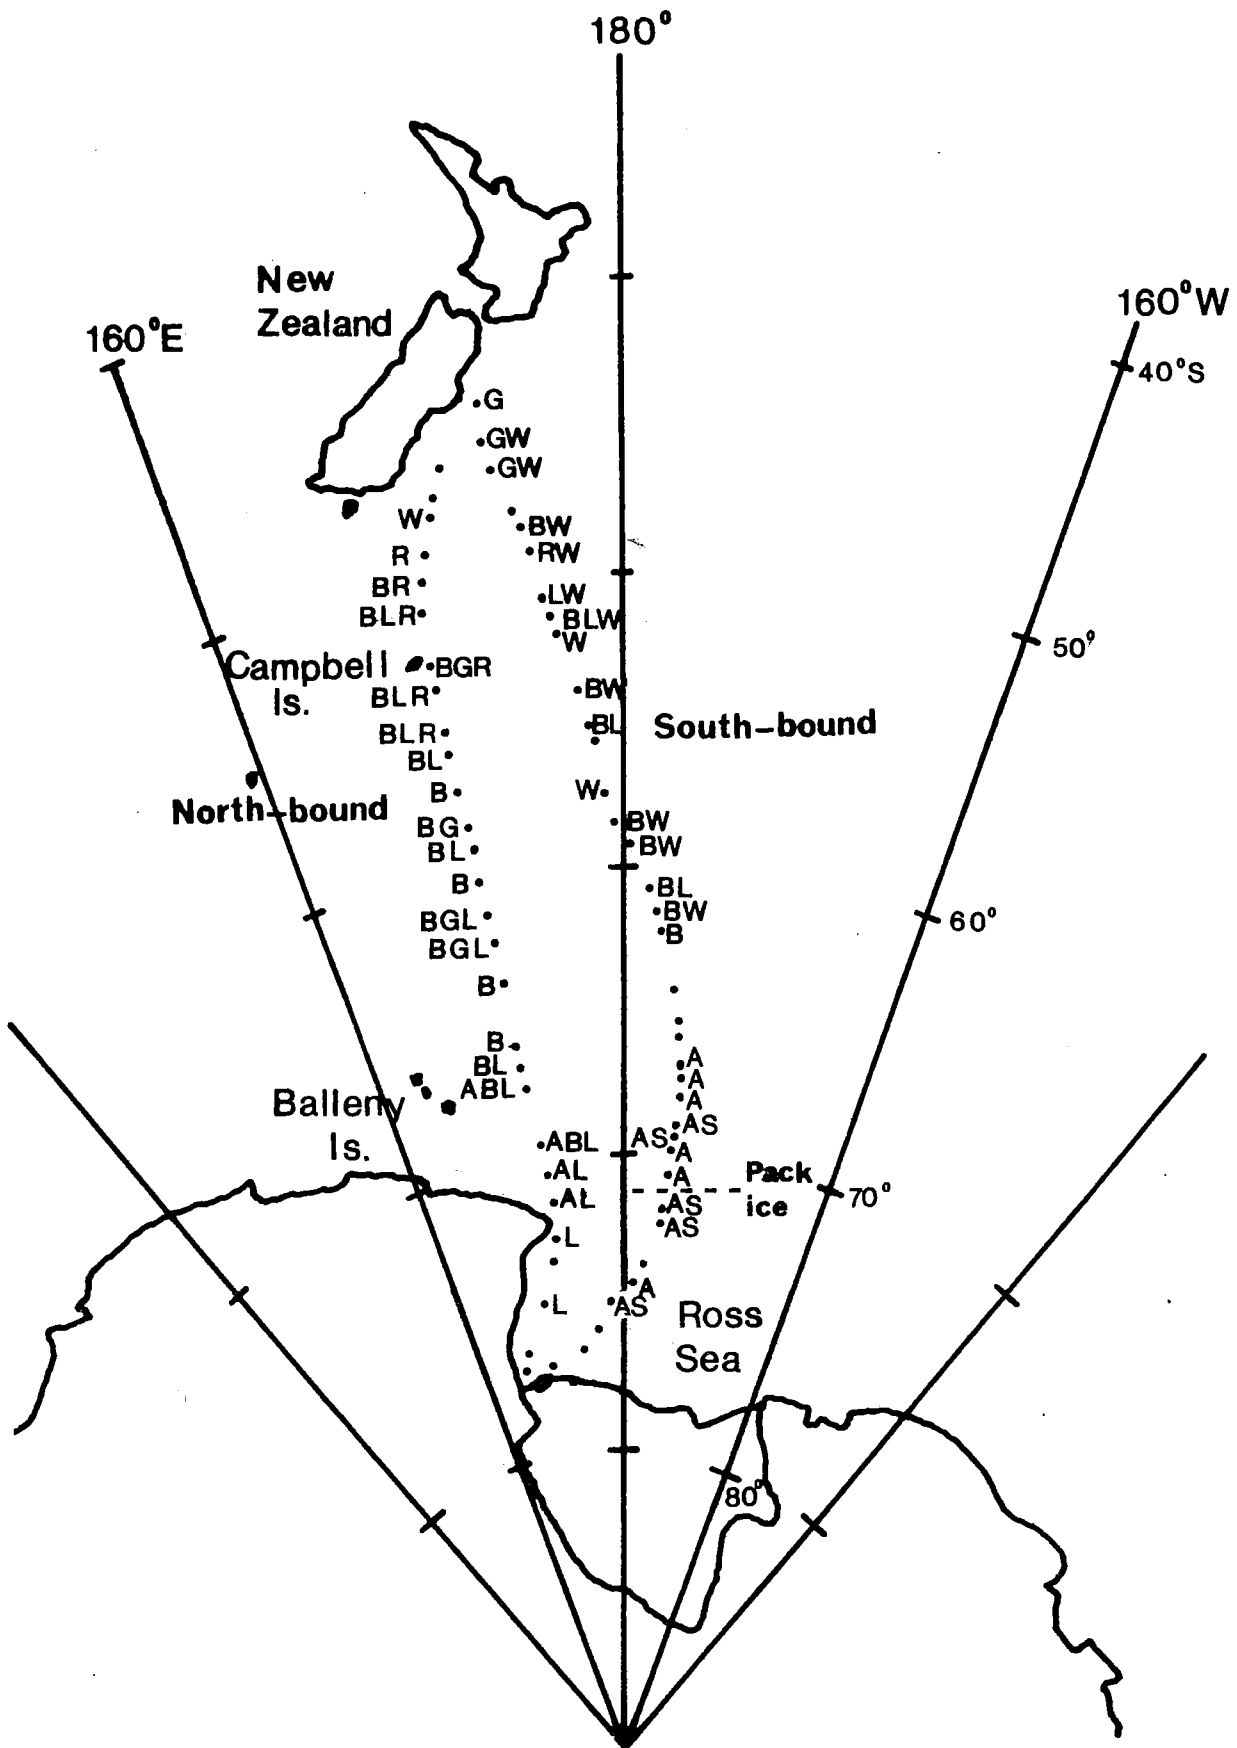 180°
New
Zealand
160°E
160°W
40°S
G
GW
GW
W
BW
R
RW
BR
LW
BLR
BLW
W
50°
Campbell
Is.
BGR
BLR
BW
BLR
BL
South-bound
BL
B
W
North-bound
BG
BW
BL
BW
B
BL
BGL
BW
60°
BGL
B
B
B
A
BL
A
ABL
A
Balleny
Is.
AS
ABL
AS
A
AL
A
Pack
ice
70°
AL
AS
AS
L
A
L
AS
Ross
Sea
80°